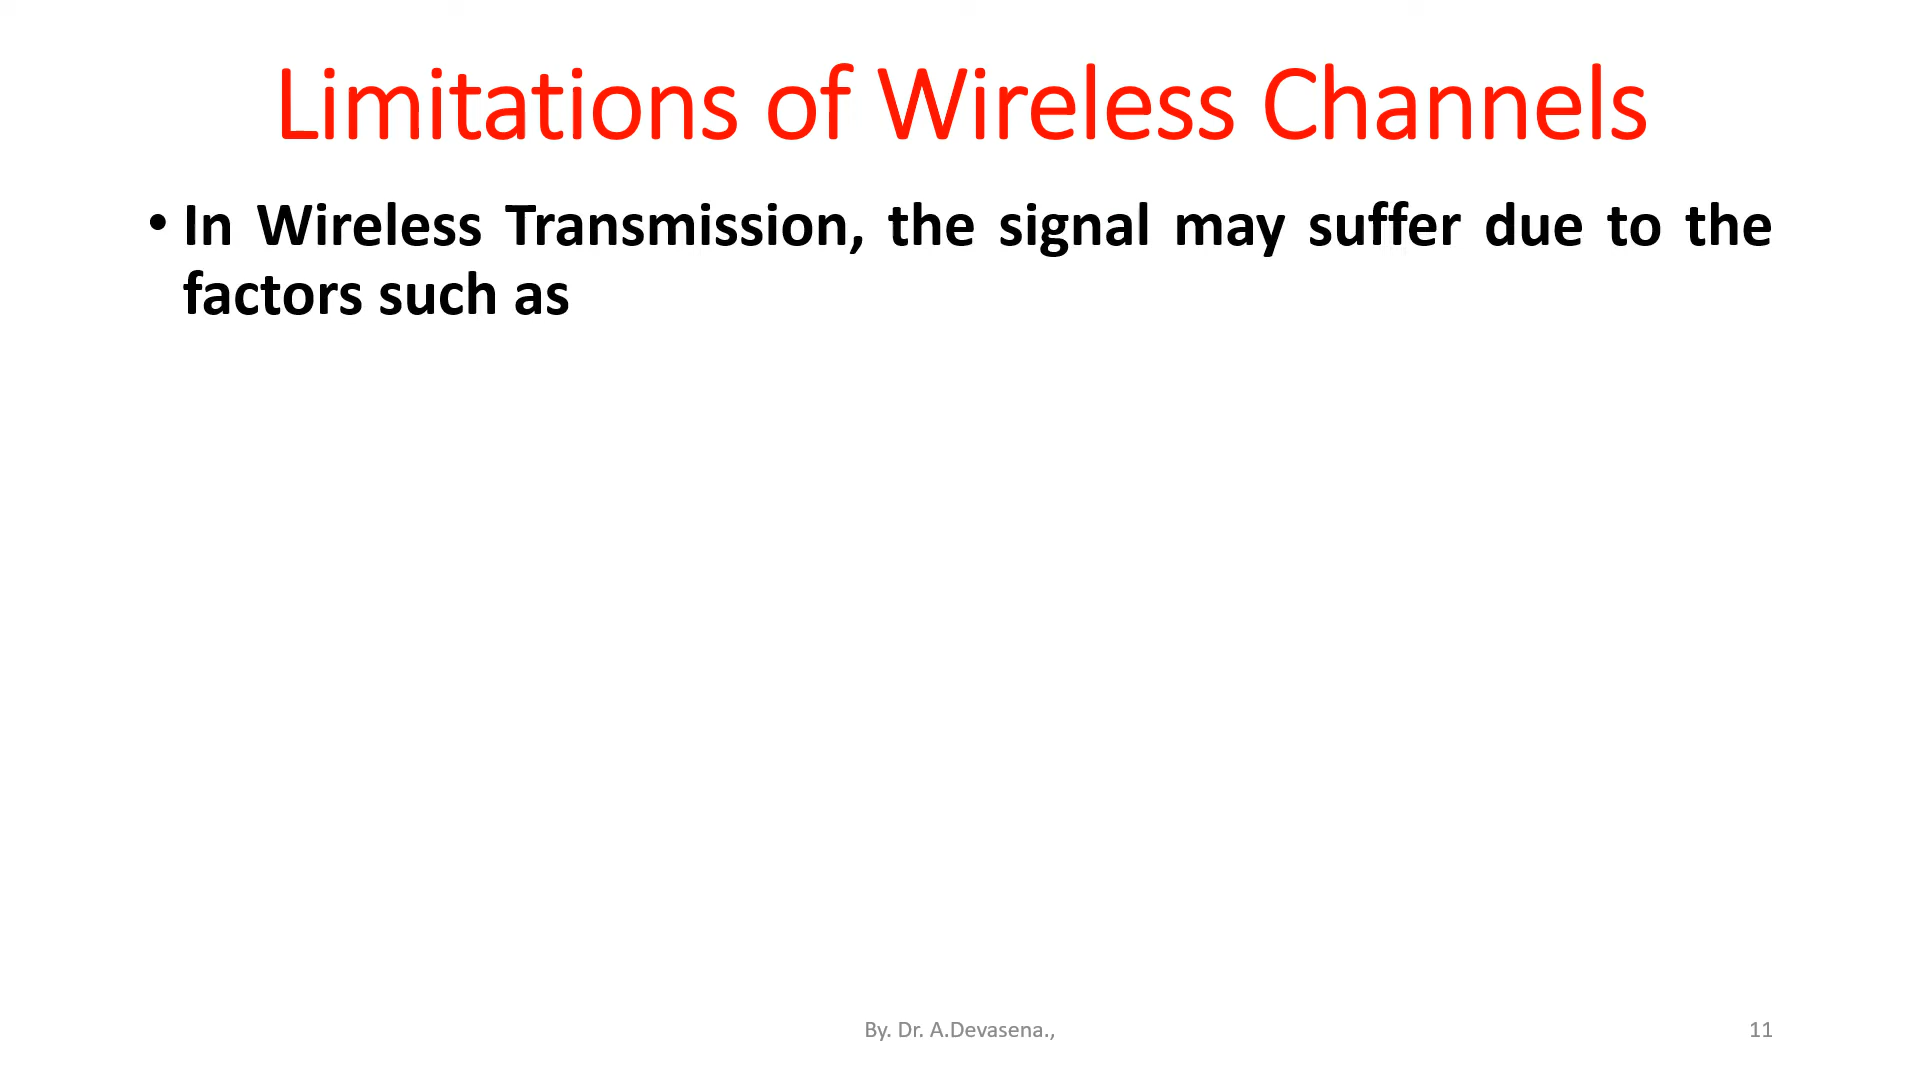 Limitations of Wireless Channels
• In Wireless Transmission, the signal may suffer due to the
factors such as
By. Dr. A.Devasena.,
11